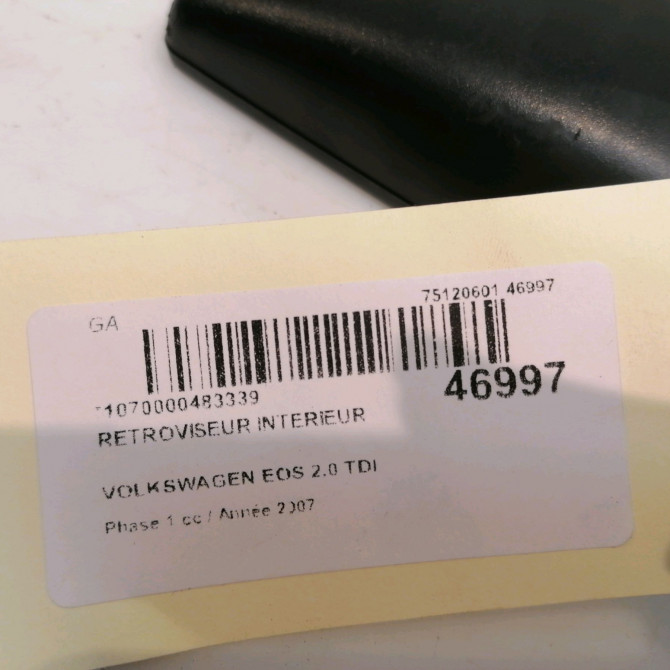 75120601 46997
GA
-1070000483339
46997
RETROVISEUR INTERIEUR
VOLKSWAGEN EOS 2.0 TDI
Phase 1 cc / Année 2007